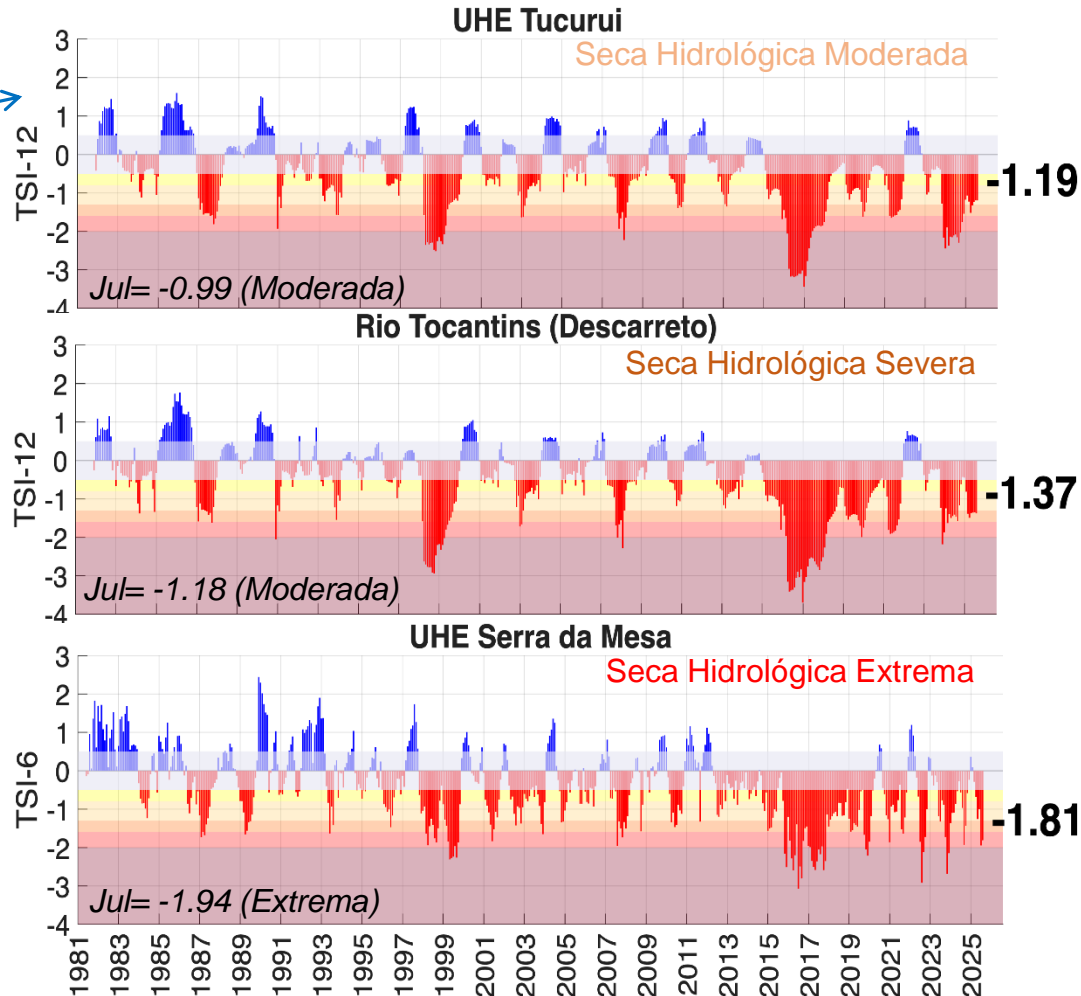 UHE Tucurui
Seca Hidrológica Moderada
3
2
1
0
-1
-2
-3
-4
TSI-12
-1.19
Jul= -0.99 (Moderada)
Rio Tocantins (Descarreto)
Seca Hidrológica Severa
3
2
1
0
-1
-2
-3
-4
TSI-12
-1.37
Jul= -1.18 (Moderada)
UHE Serra da Mesa
Seca Hidrológica Extrema
3
2
1
0
-1
-2
-3
-4
TSI-6
-1.81
Jul= -1.94 (Extrema)
1981 1983 1985 1987 1989 1991 1993 1995 1997 1999 2001 2003 2005 2007 2009 2011 2013 2015 2017 2019 2021 2023 2025